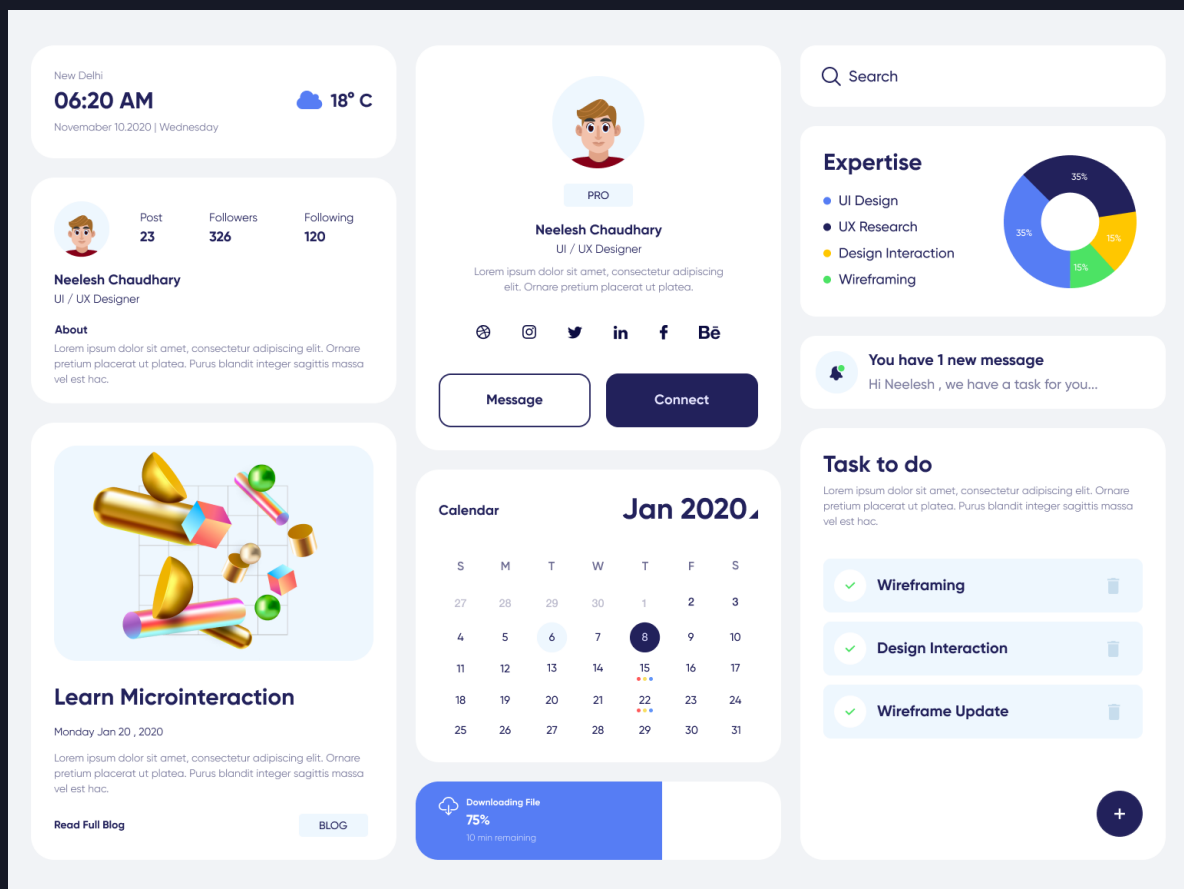 New Delhi
06:20 AM
18° C
Novemaber 10.2020 | Wednesday
Post
Followers
Following
23
326
120
Neelesh Chaudhary
UI / UX Designer
About
Lorem ipsum dolor sit amet, consectetur adipiscing elit. Ornare
pretium placerat ut platea. Purus blandit integer sagittis massa
vel est hac.
Learn Microinteraction
Monday Jan 20 , 2020
Lorem ipsum dolor sit amet, consectetur adipiscing elit. Ornare
pretium placerat ut platea. Purus blandit integer sagittis massa
vel est hac.
Read Full Blog
BLOG
PRO
Neelesh Chaudhary
UI / UX Designer
Lorem ipsum dolor sit amet, consectetur adipiscing
elit. Ornare pretium placerat ut platea.
in f Bē
Message
Connect
Calendar
Jan 2020
S M T W T F S
27 28 29 30 1 2 3
4 5 6 7 8 9 10
11 12 13 14 15 16 17
18 19 20 21 22 23 24
25 26 27 28 29 30 31
Downloading File
75%
10 min remaining
Search
Expertise
UI Design
UX Research
Design Interaction
Wireframing
35%
35%
15%
15%
You have 1 new message
Hi Neelesh , we have a task for you...
Task to do
Lorem ipsum dolor sit amet, consectetur adipiscing elit. Ornare
pretium placerat ut platea. Purus blandit integer sagittis massa
vel est hac.
Wireframing
Design Interaction
Wireframe Update
+